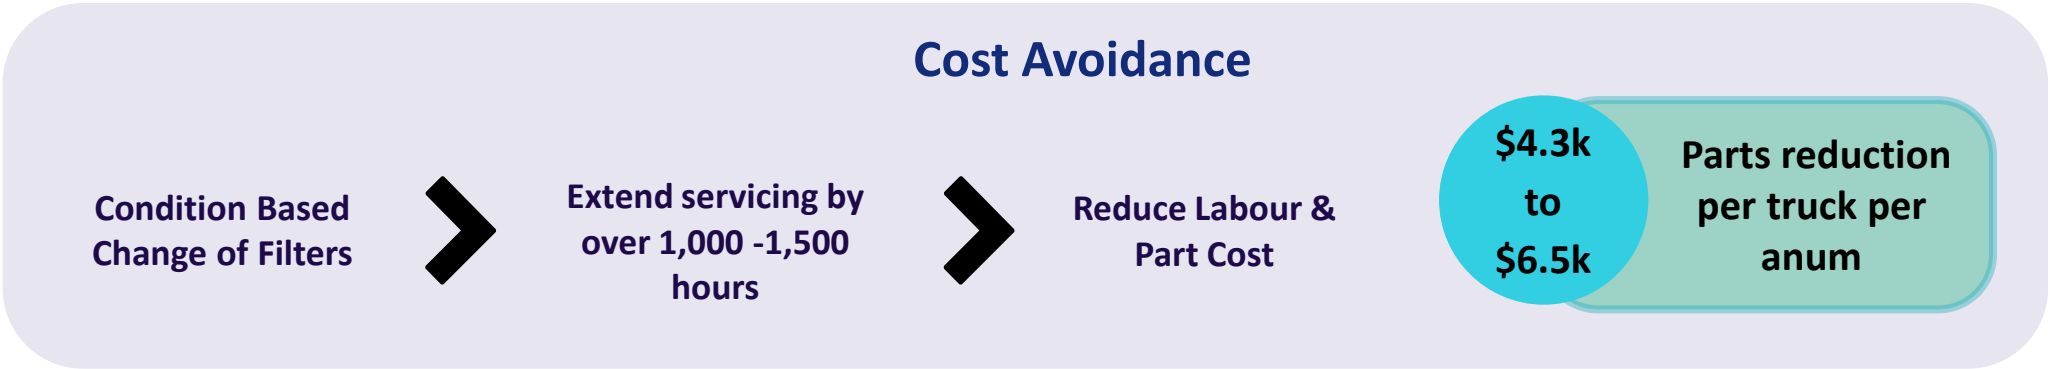 Cost Avoidance
Condition Based
Change of Filters
Extend servicing by
over 1,000 -1,500
hours
Reduce Labour &
Part Cost
$4.3k
to
$6.5k
Parts reduction
per truck per
anum